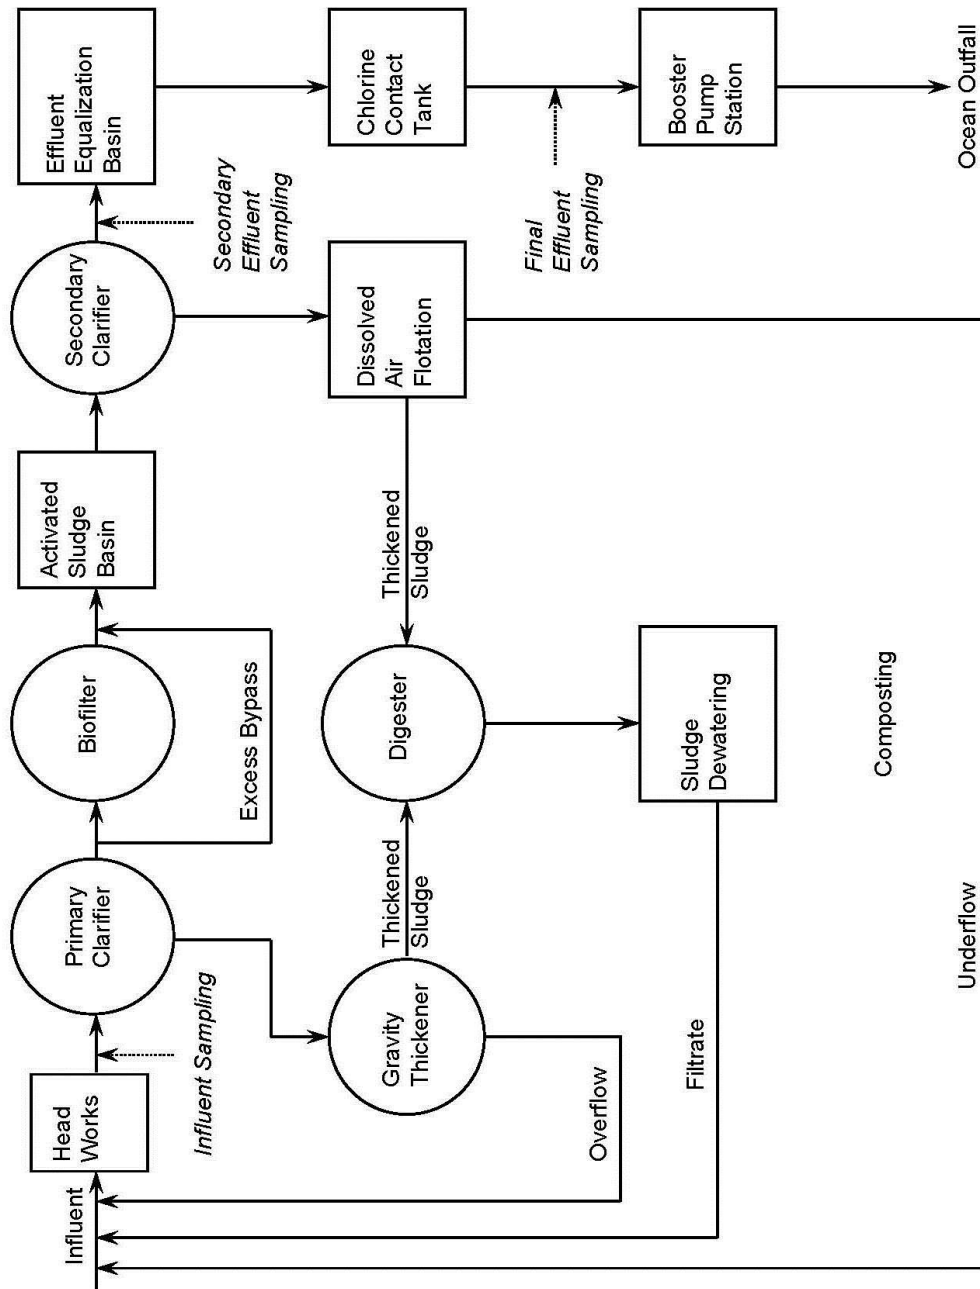 Influent
Head
Works
Influent Sampling
Primary
Clarifier
Excess Bypass
Biofilter
Activated
Sludge
Basin
Secondary
Clarifier
Secondary
Effluent
Sampling
Effluent
Equalization
Basin
Chlorine
Contact
Tank
Final
Effluent
Sampling
Booster
Pump
Station
Ocean Outfall
Dissolved
Air
Flotation
Thickened
Sludge
Digester
Thickened
Sludge
Gravity
Thickener
Overflow
Sludge
Dewatering
Filtrate
Composting
Underflow